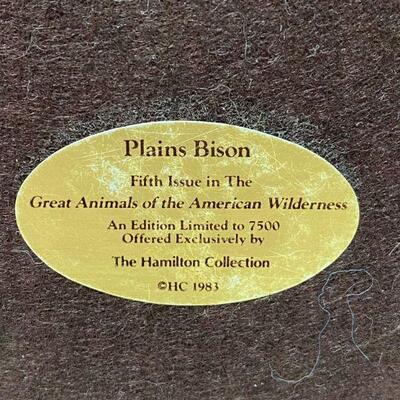 Plains Bison
Fifth Issue in The
Great Animals of the American Wilderness
An Edition Limited to 7500
Offered Exclusively by
The Hamilton Collection
©HC 1983